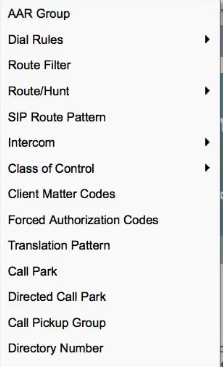 AAR Group
Dial Rules
Route Filter
Route/Hunt
SIP Route Pattern
Intercom
Class of Control
Client Matter Codes
Forced Authorization Codes
Translation Pattern
Call Park
Directed Call Park
Call Pickup Group
Directory Number